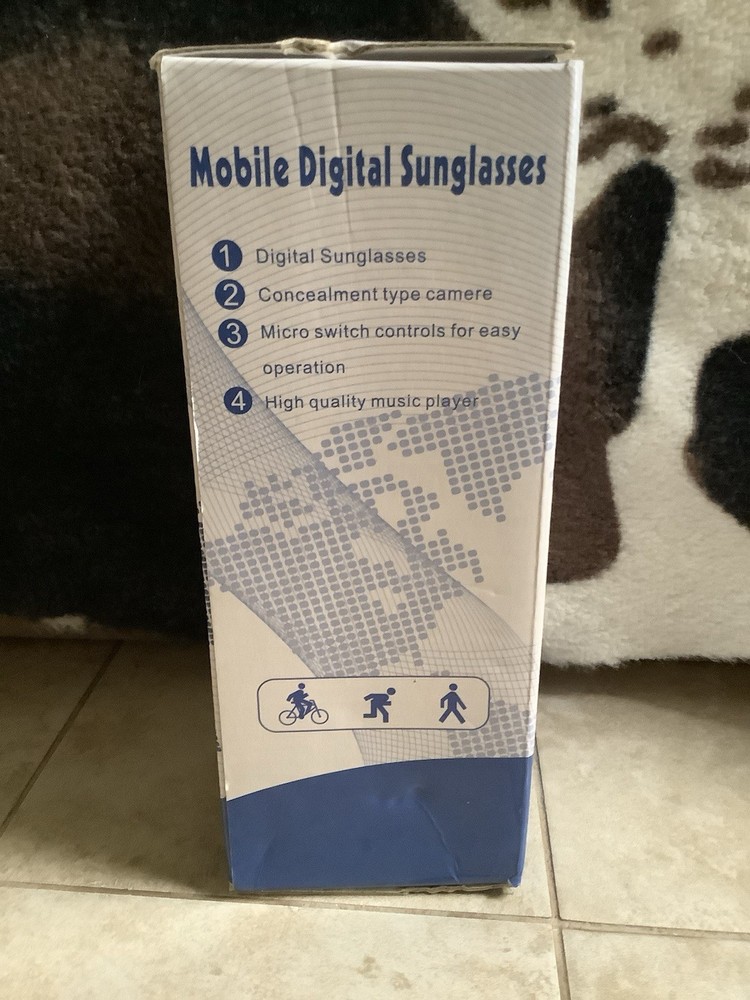 Mobile Digital Sunglasses
1 Digital Sunglasses
2 Concealment type camere
3 Micro switch controls for easy
operation
4 High quality music player